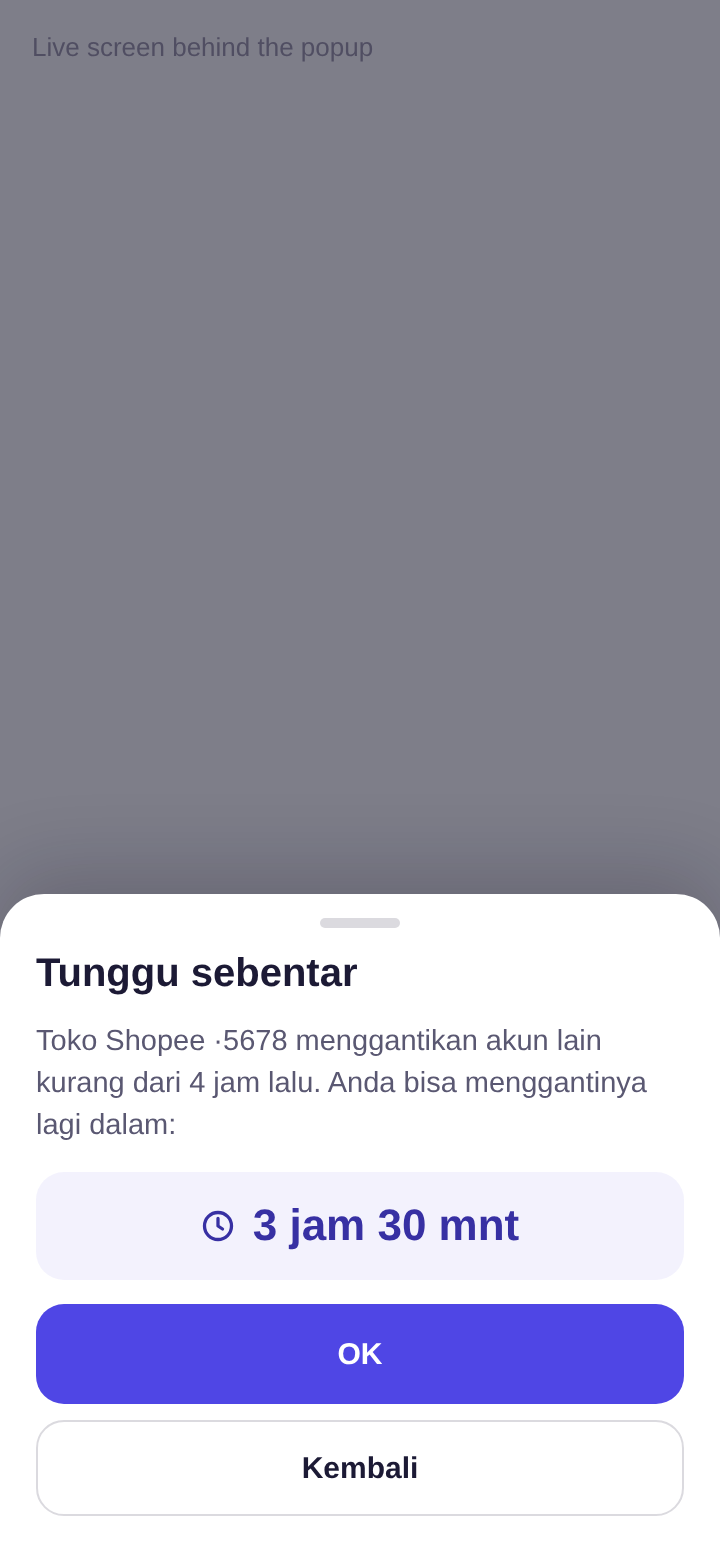 Live screen behind the popup
Tunggu sebentar
Toko Shopee ·5678 menggantikan akun lain
kurang dari 4 jam lalu. Anda bisa menggantinya
lagi dalam:
3 jam 30 mnt
OK
Kembali